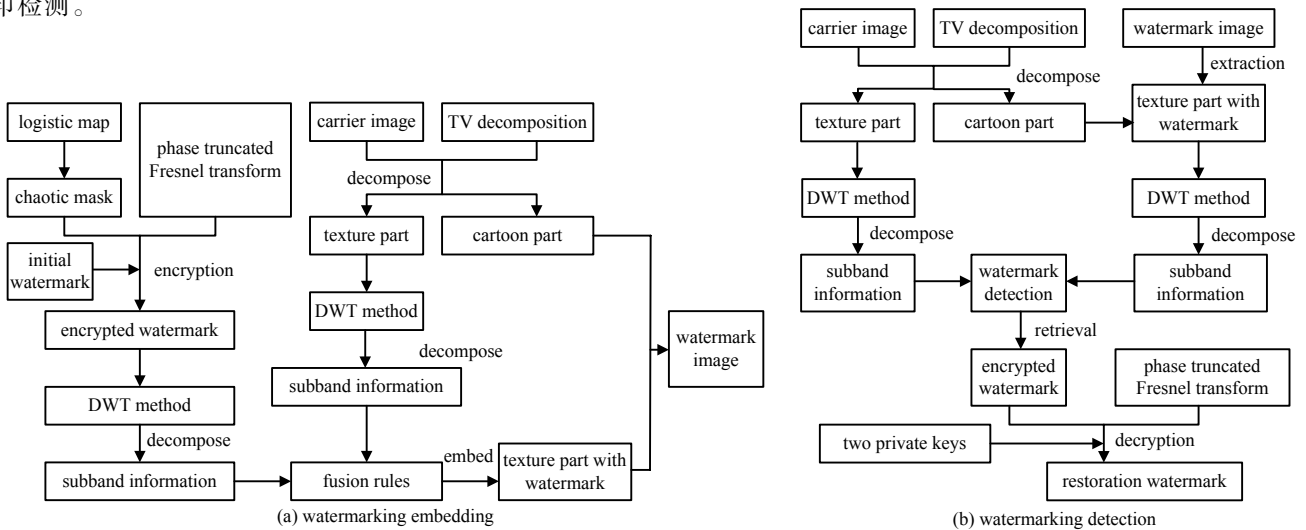 印检测。
logistic map
phase truncated
Fresnel transform
chaotic mask
initial
watermark
encryption
encrypted watermark
DWT method
decompose
subband information
carrier image
TV decomposition
decompose
texture part
cartoon part
DWT method
decompose
subband information
fusion rules
embed
texture part with
watermark
watermark
image
(a) watermarking embedding
carrier image
TV decomposition
watermark image
decompose
extraction
texture part
cartoon part
texture part with
watermark
DWT method
DWT method
decompose
decompose
subband
information
watermark
detection
subband
information
retrieval
encrypted
watermark
phase truncated
Fresnel transform
two private keys
decryption
restoration watermark
(b) watermarking detection